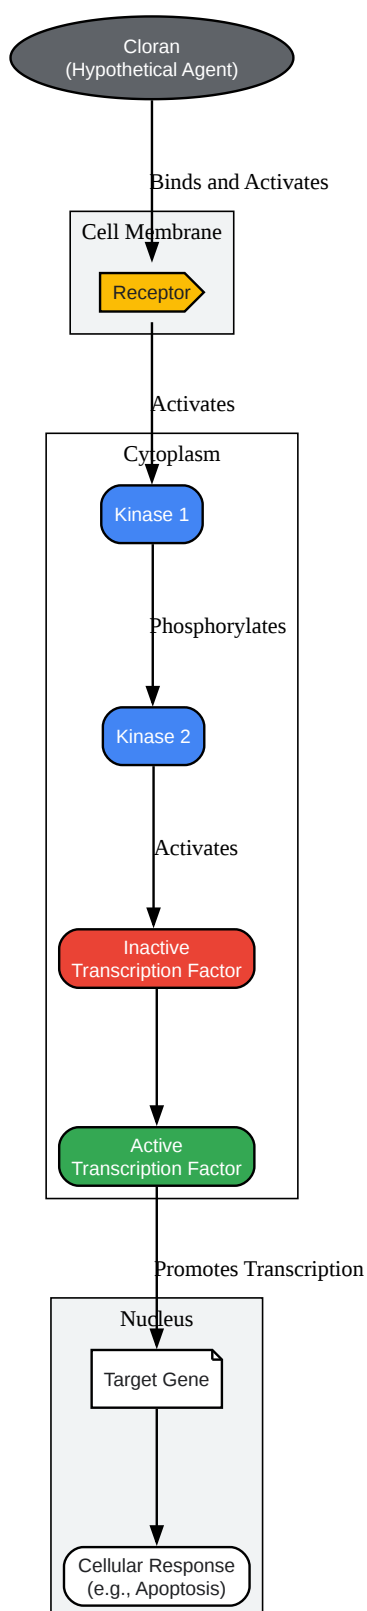 Cloran
(Hypothetical Agent)
Binds and Activates
Cell Membrane
Receptor
Activates
Cytoplasm
Kinase 1
Phosphorylates
Kinase 2
Activates
Inactive
Transcription Factor
Active
Transcription Factor
Promotes Transcription
Nucleus
Target Gene
Cellular Response
(e.g., Apoptosis)